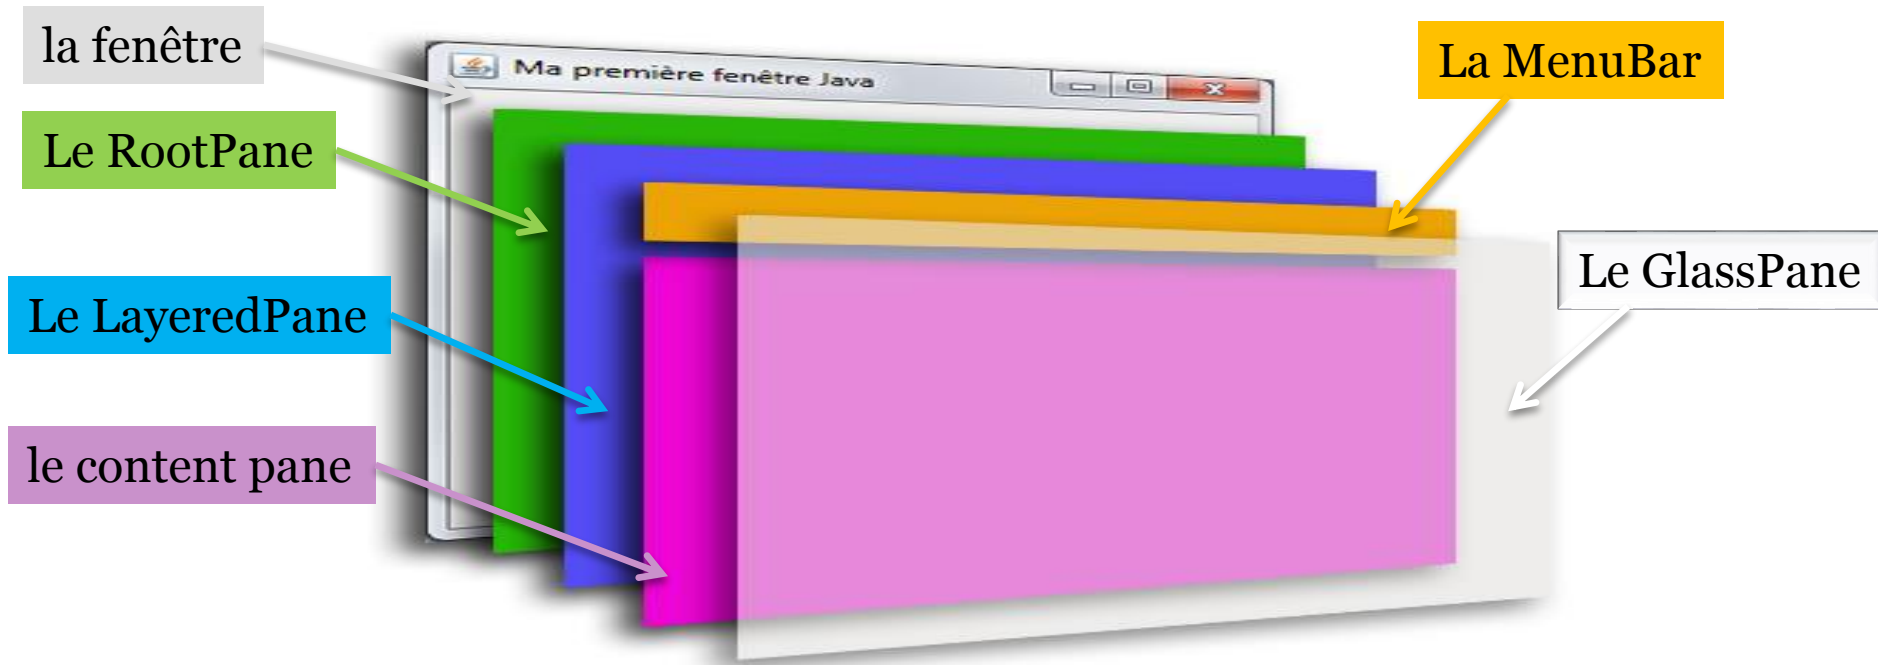 la fenêtre
Ma première fenêtre Java
La MenuBar
Le RootPane
Le GlassPane
Le LayeredPane
le content pane